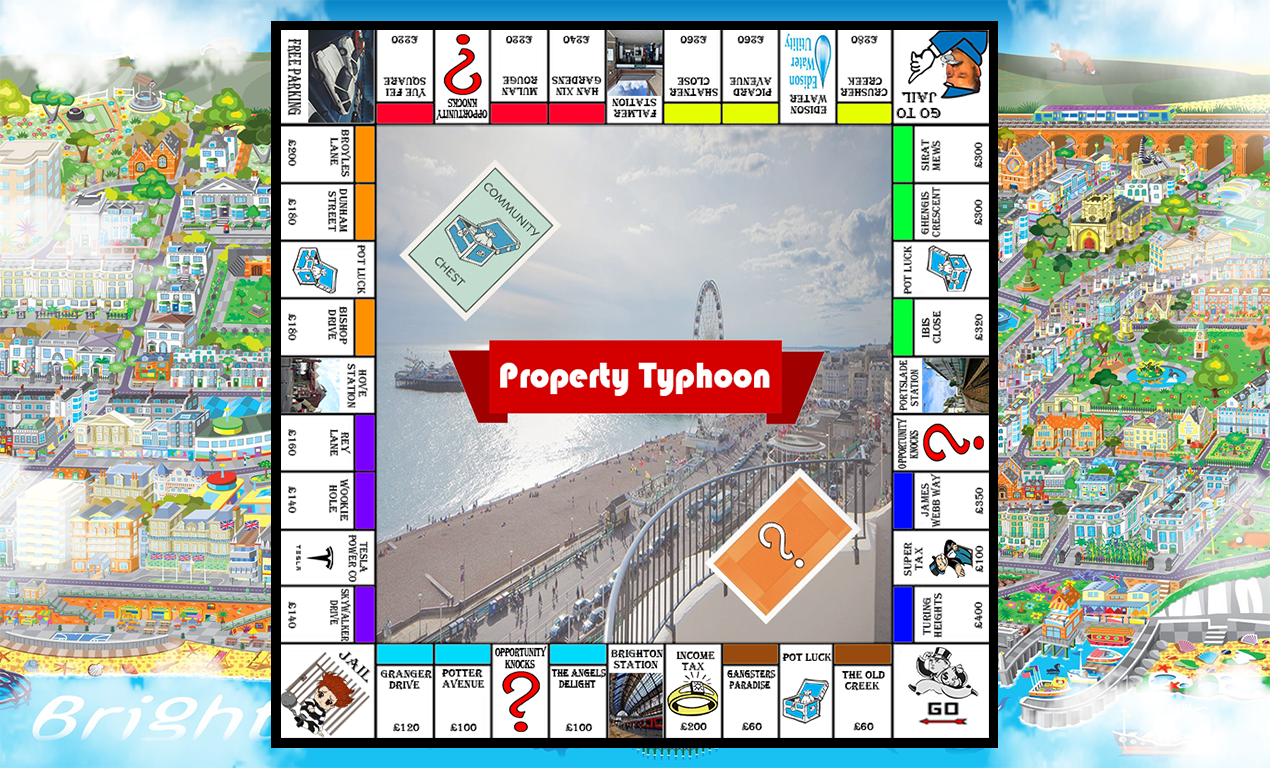 FREE PARKING
YUE FEI
SQUARE
£220
OPPORTUNITY
KNOCKS
?
MULAN
ROUGE
£220
HAN XIN
GARDENS
£240
FALMER
STATION
SHATNER
CLOSE
£260
PICARD
AVENUE
£260
EDISON
WATER
Edison
Water
Utility
CRUSHER
CREEK
£280
GO TO
JAIL
BROYLES
LANE
£200
DUNHAM
STREET
£180
POT LUCK
BISHOP
DRIVE
£180
HOVE
STATION
REY
LANE
£160
WOOKIE
HOLE
£140
TESLA
POWER CO
TESLA
SKYWALKER
DRIVE
£140
COMMUNITY
CHEST
Property Typhoon
?
SIRAT
MEWS
£300
GHENGIS
CRESCENT
£300
POT LUCK
IBIS
CLOSE
£320
PORTSLADE
STATION
OPPORTUNITY
KNOCKS
?
JAMES
WEBB WAY
£350
SUPER
TAX
£100
TURING
HEIGHTS
£400
JAIL
GRANGER
DRIVE
£120
POTTER
AVENUE
£100
OPPORTUNITY
KNOCKS
?
THE ANGELS
DELIGHT
£100
BRIGHTON
STATION
INCOME
TAX
£200
GANGSTERS
PARADISE
£60
POT LUCK
THE OLD
CREEK
£60
GO
Bright